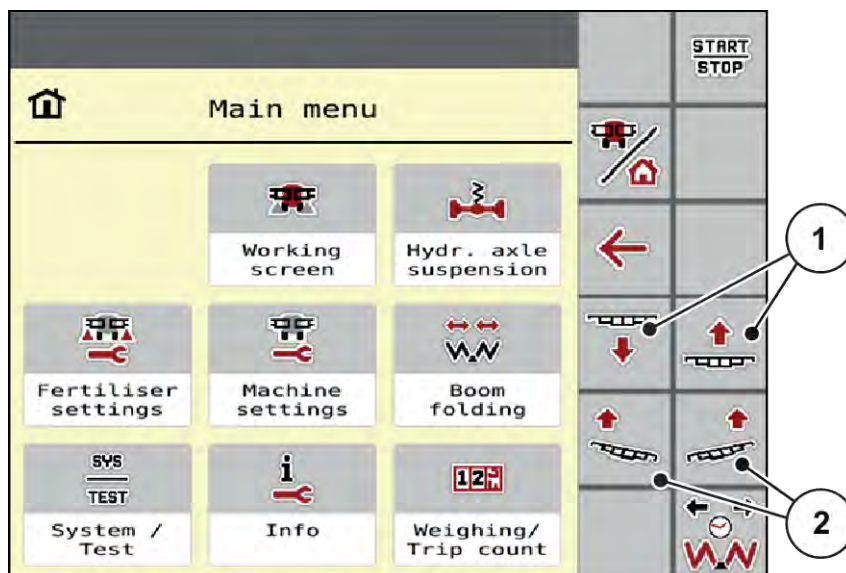 START
STOP
Main menu
Working
screen
Hydr. axle
suspension
1
Fertiliser
settings
Machine
settings
Boom
folding
SYS
TEST
System /
Test
i
Info
12
Weighing/
Trip count
2